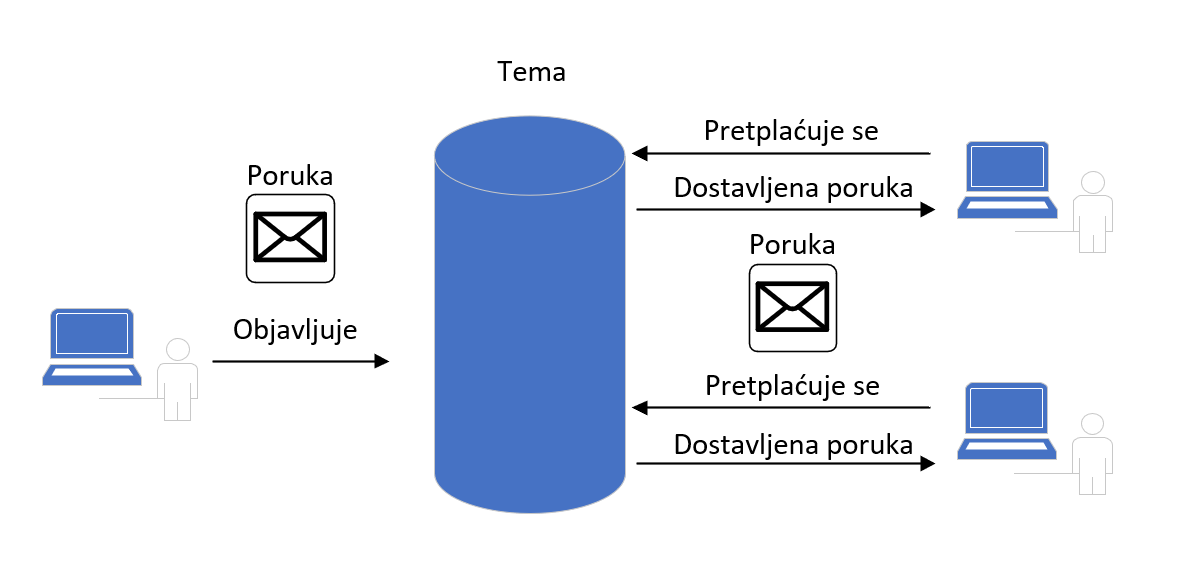 Tema
Poruka
Objavljuje
Pretplaćuje se
Dostavljena poruka
Poruka
Pretplaćuje se
Dostavljena poruka